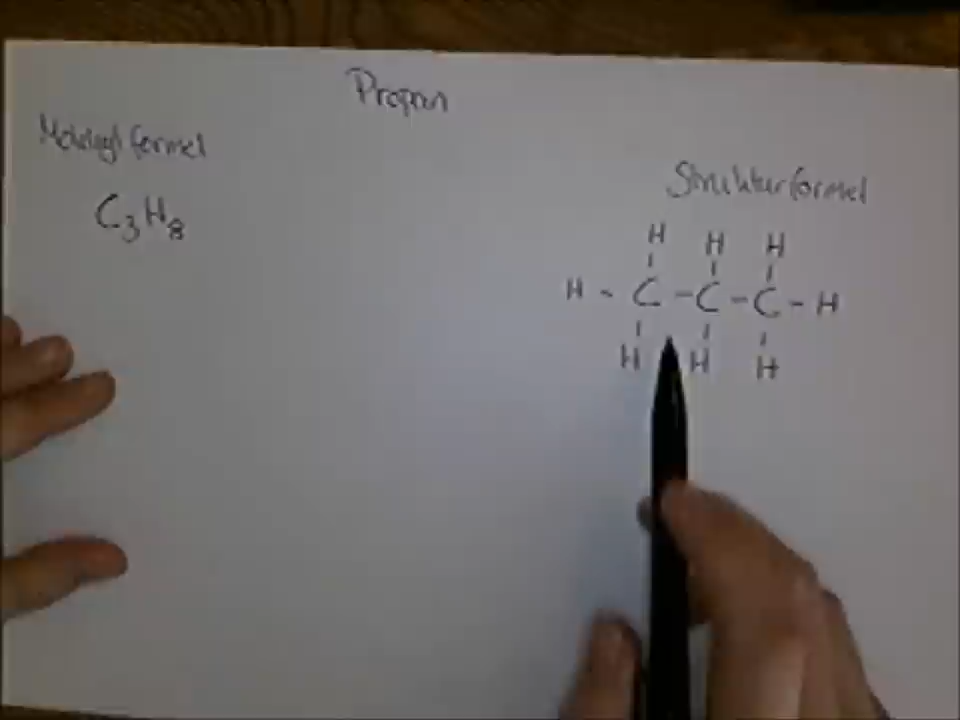 Propan
Molekylformel
C₃H₈
Strukturformel
H H H
H - C - C - C - H
H H H